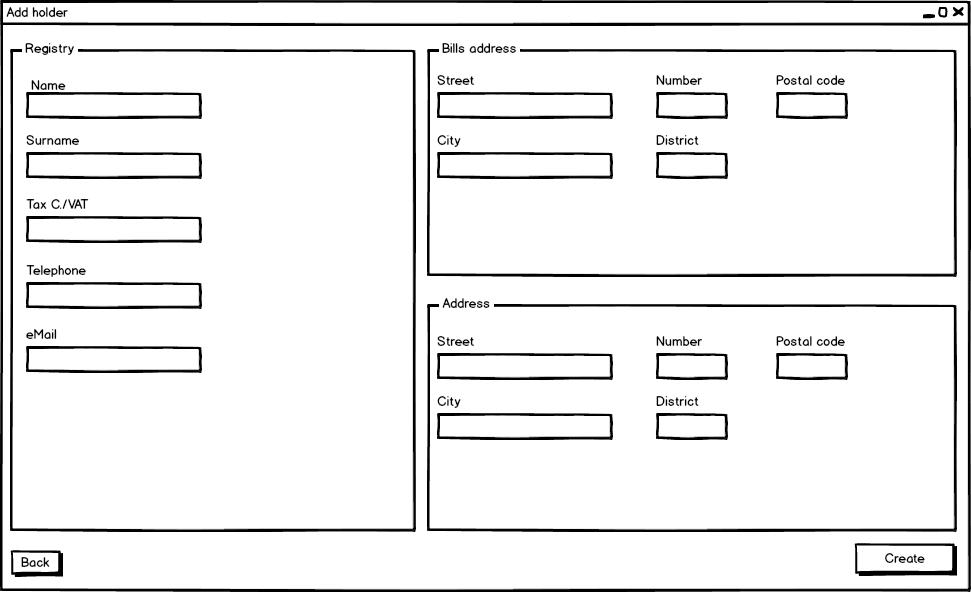 Add holder
Registry
Name
Surname
Tax C./VAT
Telephone
eMail
Bills address
Street Number Postal code
City District
Address
Street Number Postal code
City District
Back
Create